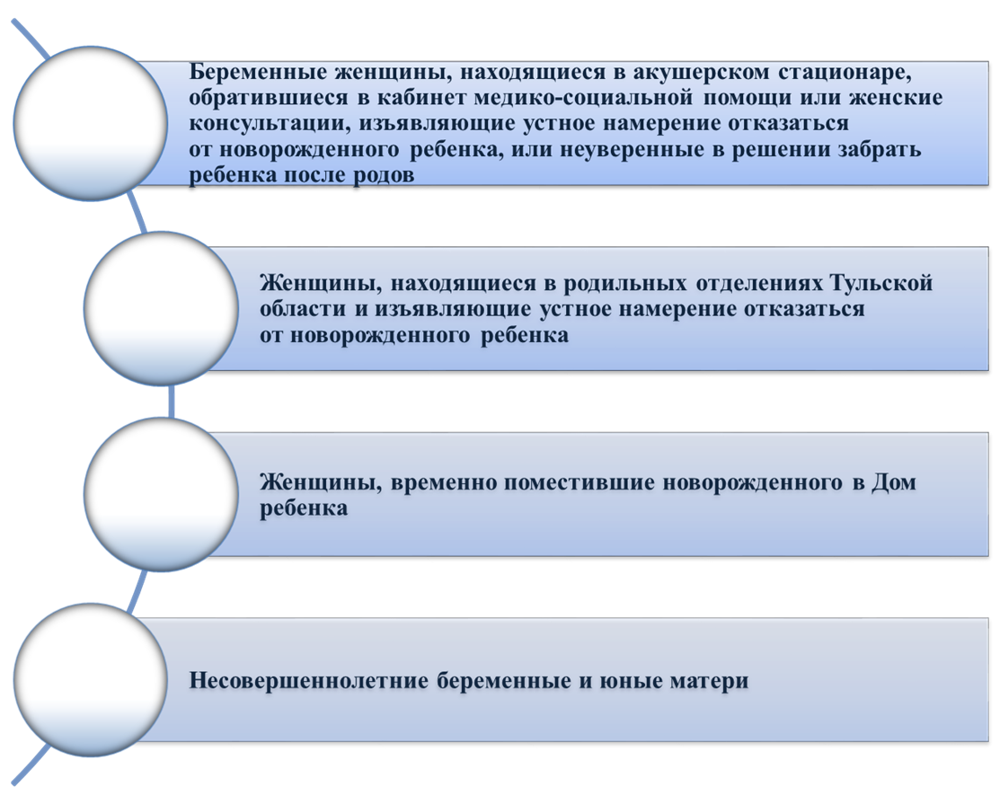 Беременные женщины, находящиеся в акушерском стационаре,
обратившиеся в кабинет медико-социальной помощи или женские
консультации, изъявляющие устное намерение отказаться
от новорожденного ребенка, или неуверенные в решении забрать
ребенка после родов
Женщины, находящиеся в родильных отделениях Тульской
области и изъявляющие устное намерение отказаться
от новорожденного ребенка
Женщины, временно поместившие новорожденного в Дом
ребенка
Несовершеннолетние беременные и юные матери